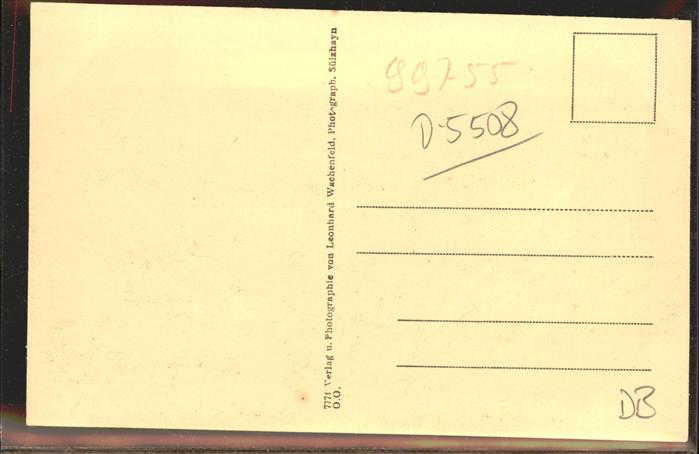 7771 Verlag u. Photographie von Leonhard Wachenfeld, Photograph. Sülzhayn
O.O.
99755
D-5508
DB